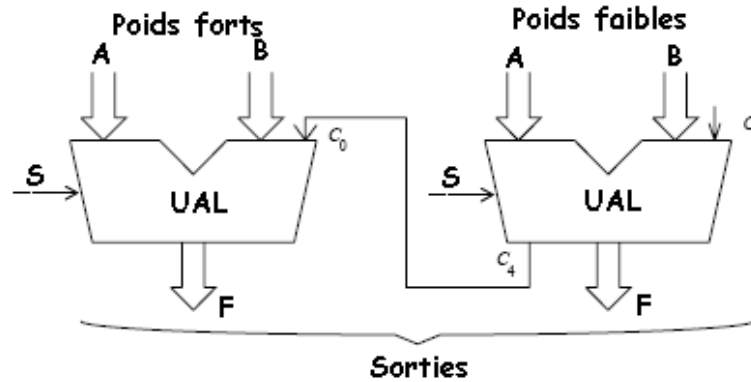 Poids forts
Poids faibles
A
B
A
B
C₀
C
S
UAL
S
UAL
C₄
F
F
Sorties